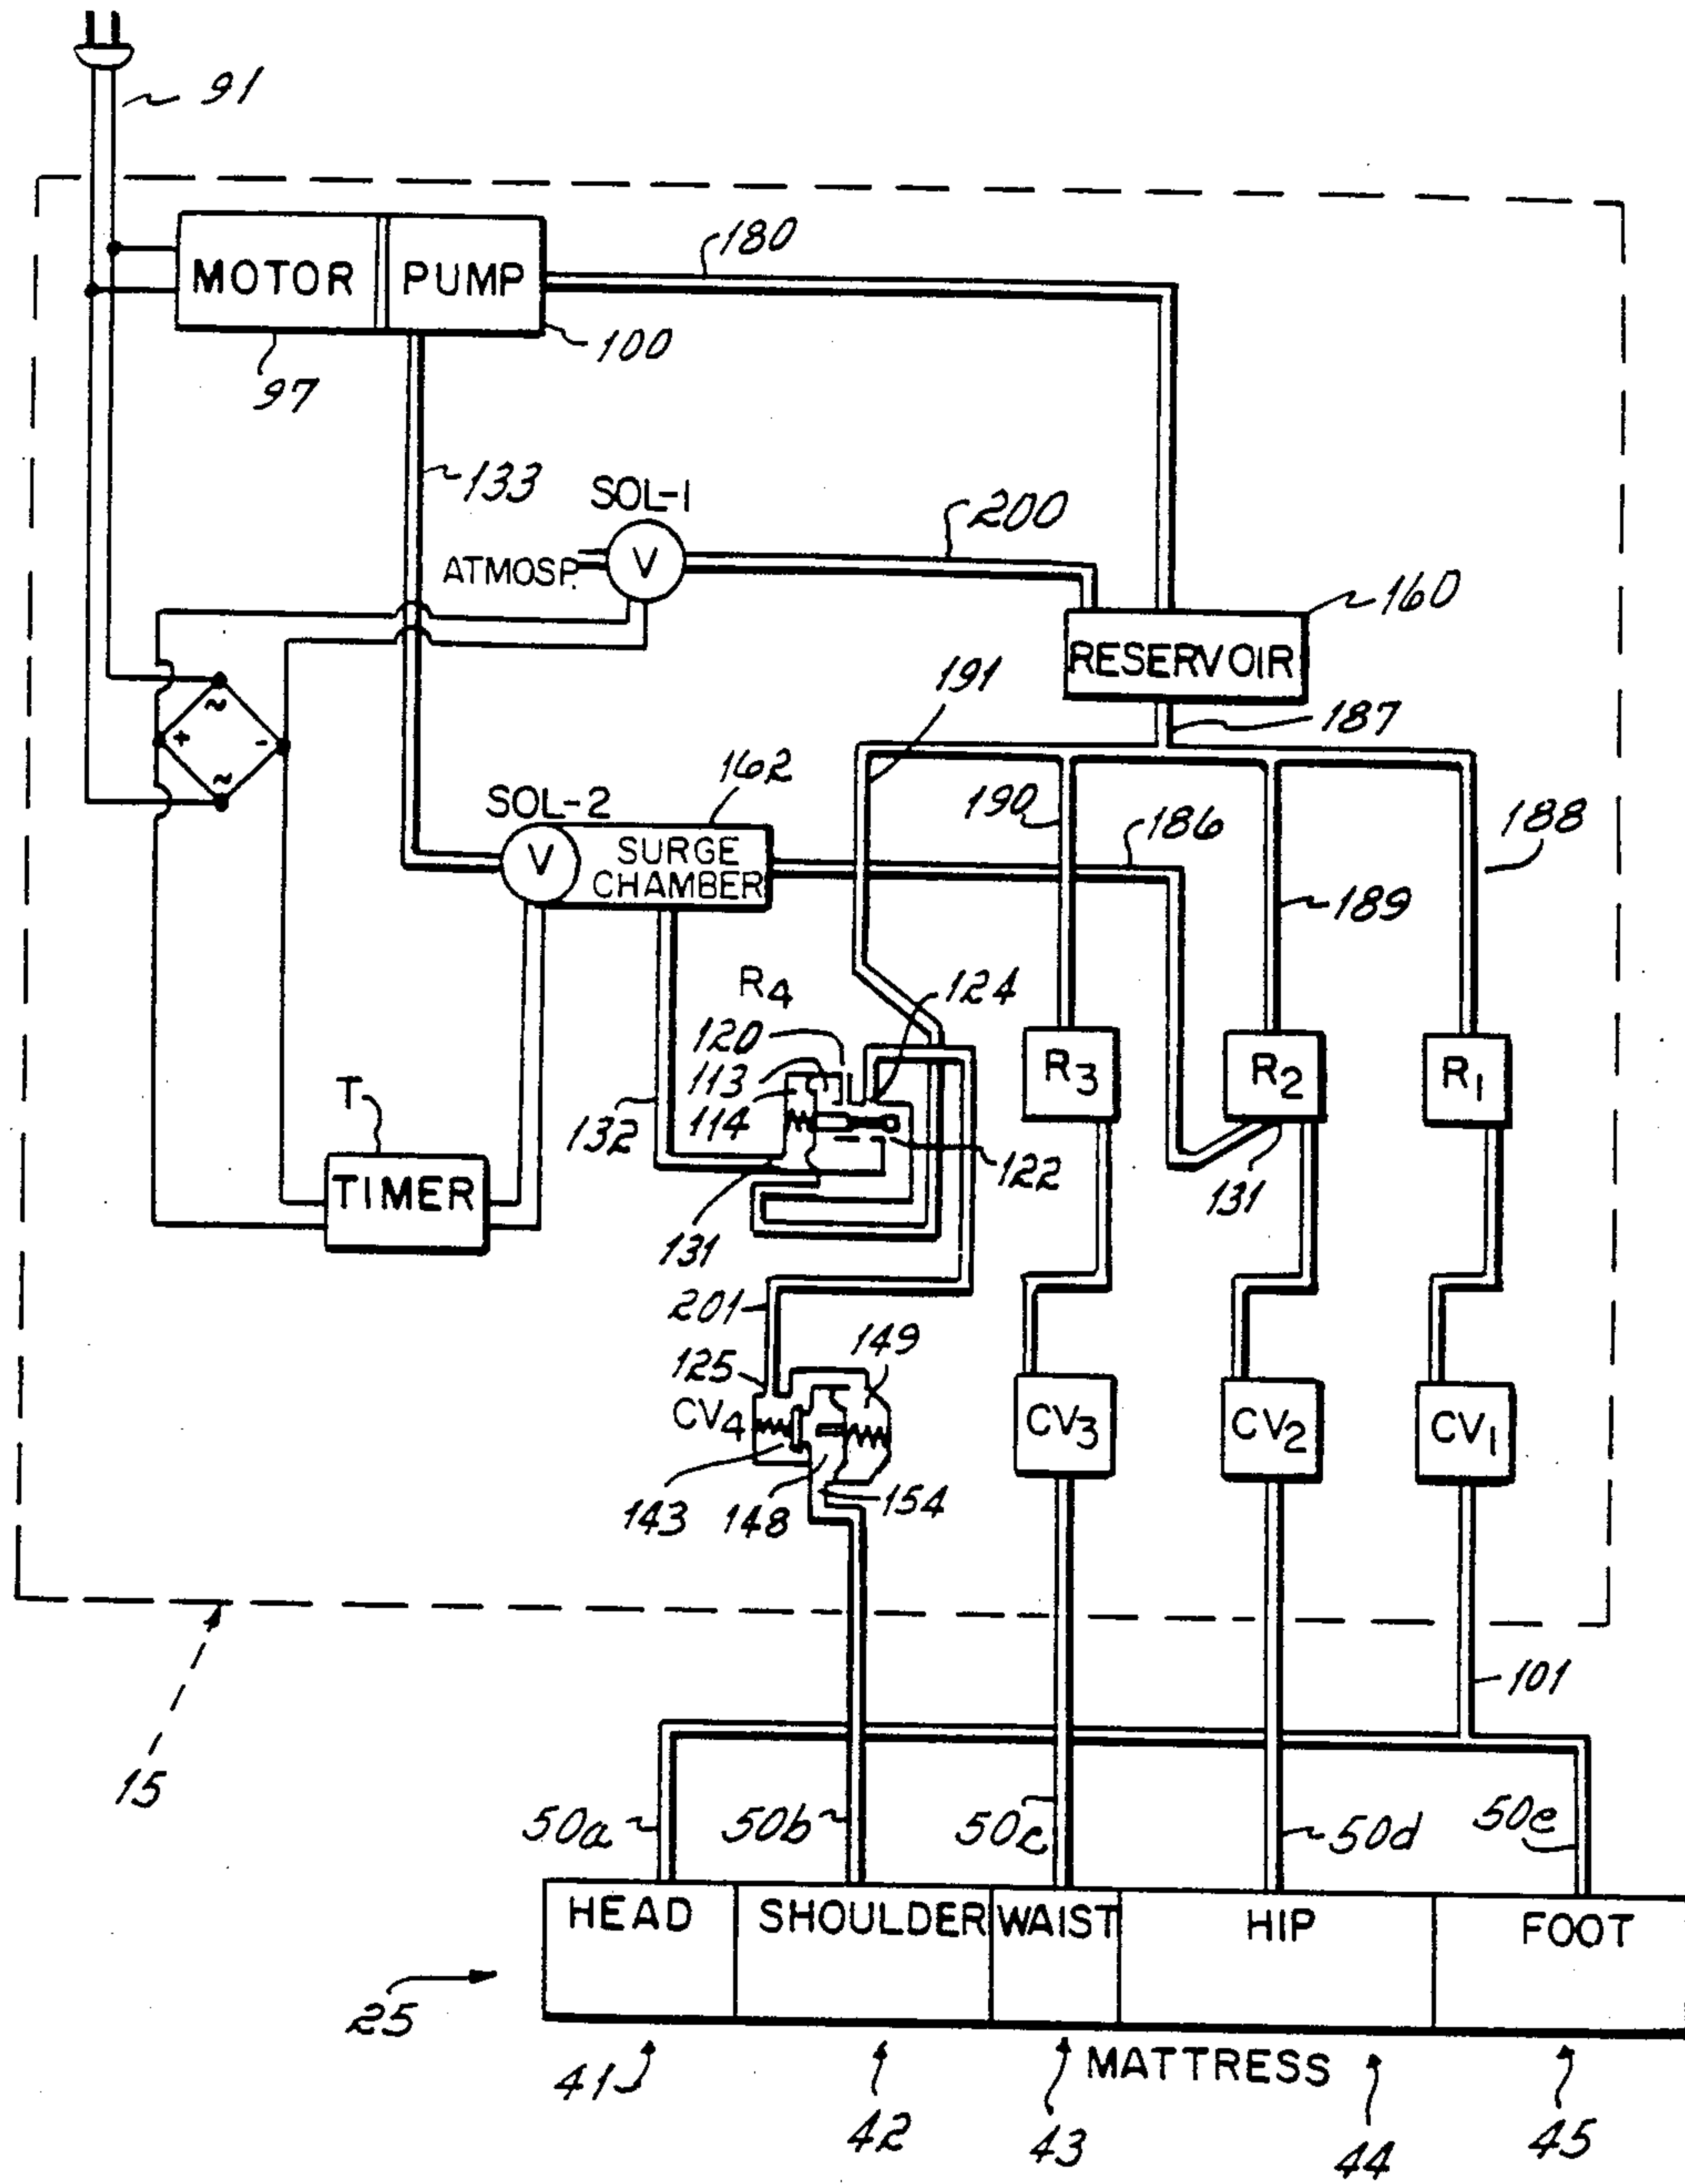 91
180
MOTOR PUMP
100
97
133
SOL-1
200
V
ATMOSP.
160
RESERVOIR
191
187
~
+ -
~
162
190
186
188
SOL-2
V
SURGE
CHAMBER
189
R4
124
120
113
114
R3
R2
R1
132
122
T
TIMER
131
131
201
149
125
CV4
CV3
CV2
CV1
143
148
154
101
15
50a
50b
50c
50d
50e
HEAD SHOULDER WAIST HIP FOOT
25
MATTRESS
41
42
43
44
45